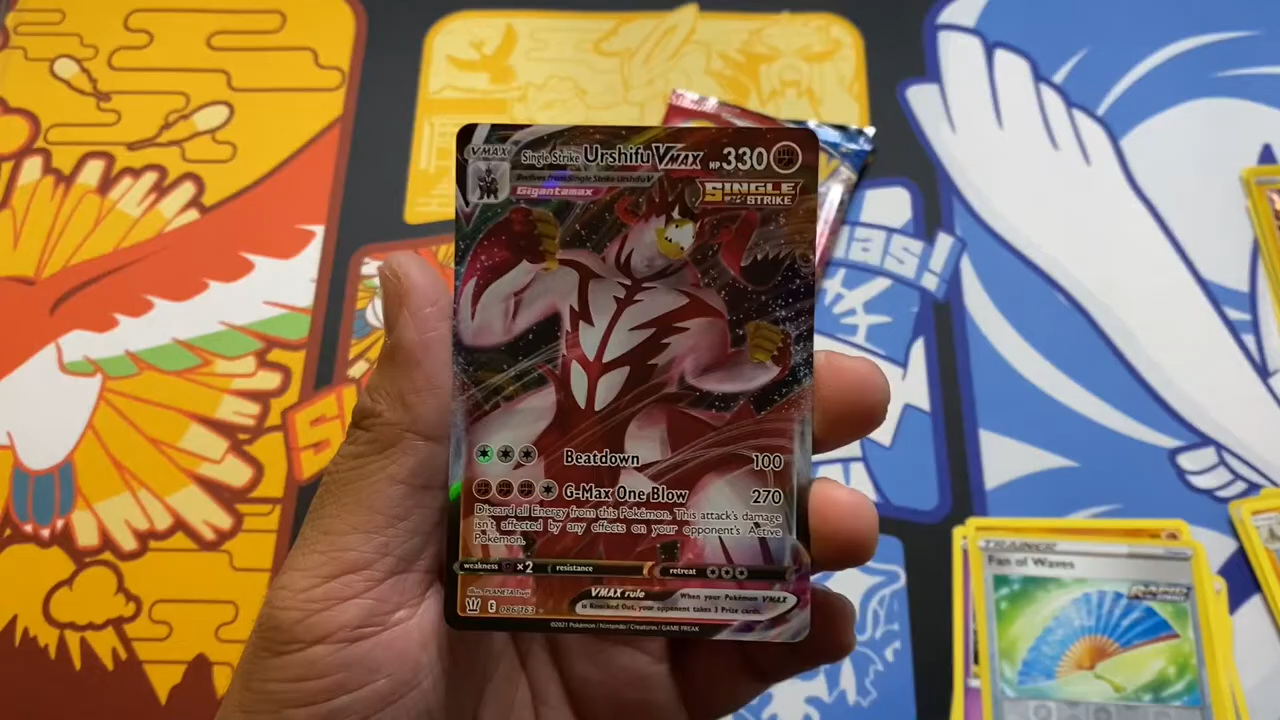 VMAX
Single Strike Urshifu VMAX HP 330
Evolves from Single Strike Urshifu V
Gigantamax
SINGLE
STRIKE
Beatdown 100
G-Max One Blow 270
Discard all Energy from this Pokémon. This attack's damage
isn't affected by any effects on your opponent's Active
Pokémon.
weakness ×2 resistance retreat
Illus. PLANETA Tsuji
VMAX rule
When your Pokémon VMAX
is Knocked Out, your opponent takes 3 Prize cards.
E 086/163
©2021 Pokémon / Nintendo / Creatures / GAME FREAK
TRAINER
Fan of Waves
RAPID
STRIKE